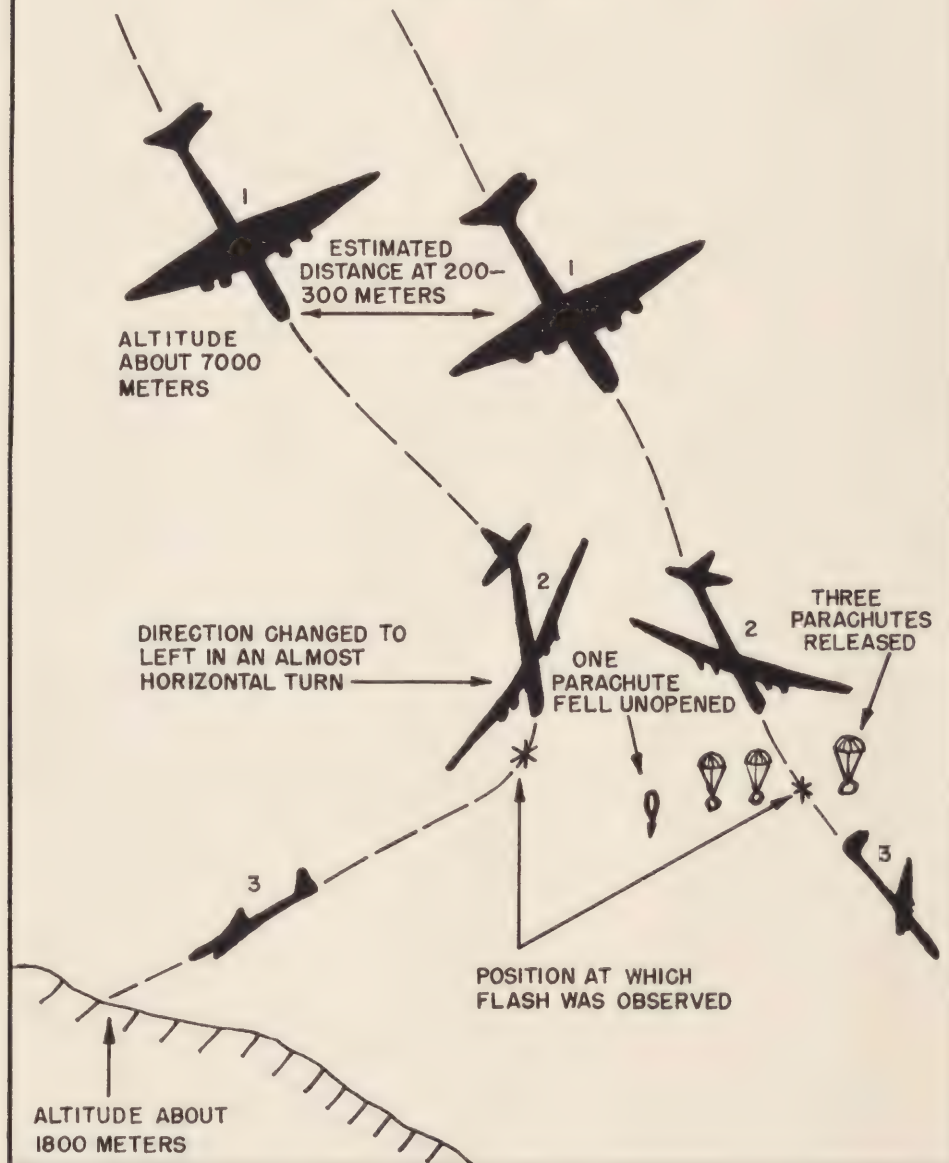 1
1
ESTIMATED
DISTANCE AT 200–
300 METERS
ALTITUDE
ABOUT 7000
METERS
2
2
THREE
PARACHUTES
RELEASED
DIRECTION CHANGED TO
LEFT IN AN ALMOST
HORIZONTAL TURN
ONE
PARACHUTE
FELL UNOPENED
3
3
POSITION AT WHICH
FLASH WAS OBSERVED
ALTITUDE ABOUT
1800 METERS